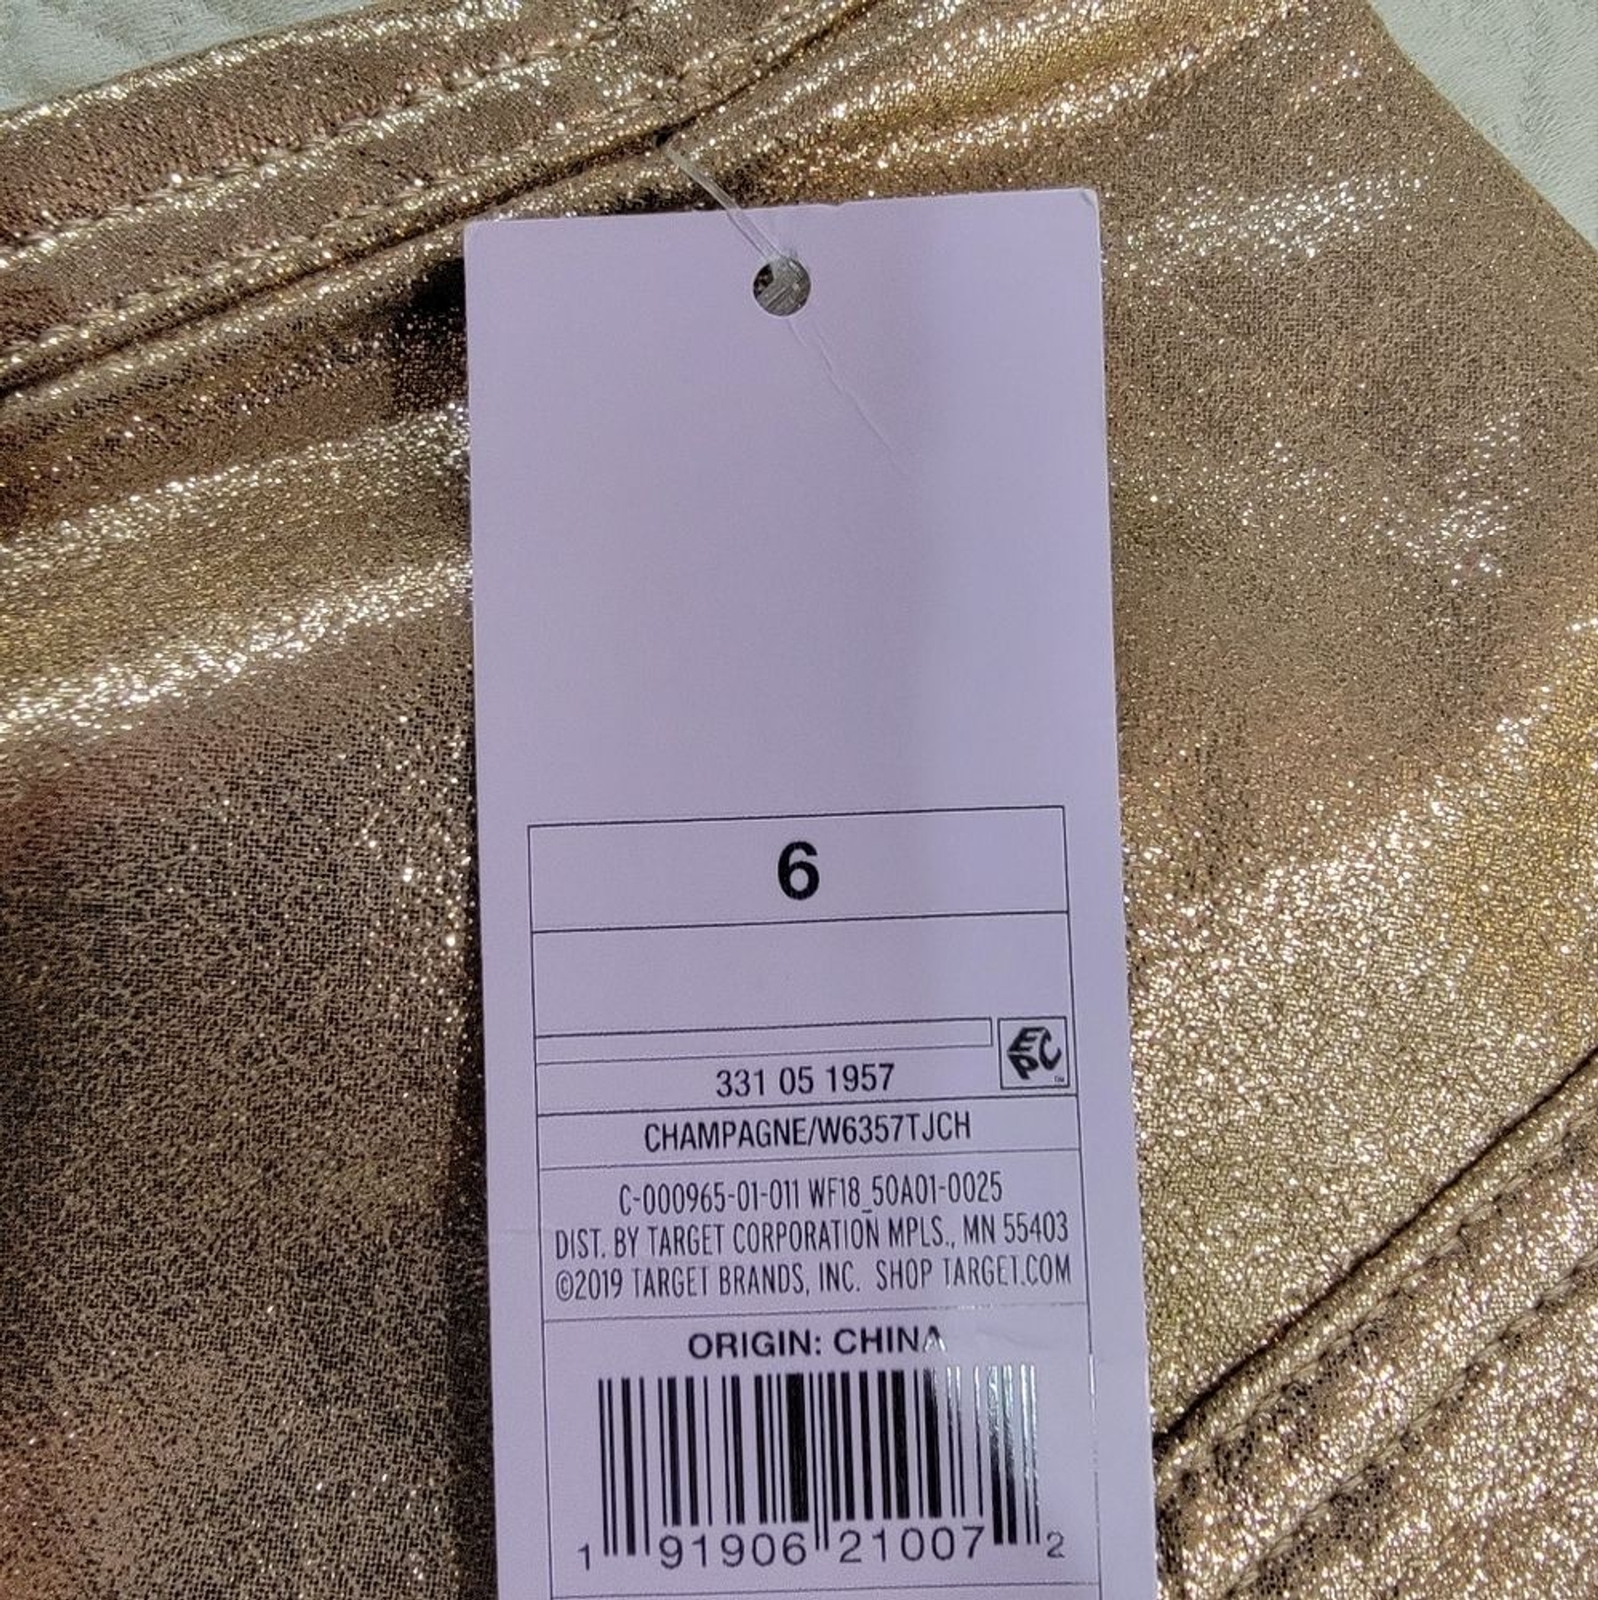 6
EPC
331 05 1957
CHAMPAGNE/W6357TJCH
C-000965-01-011 WF18_50A01-0025
DIST. BY TARGET CORPORATION MPLS., MN 55403
©2019 TARGET BRANDS, INC. SHOP TARGET.COM
ORIGIN: CHINA
1 91906 21007 2